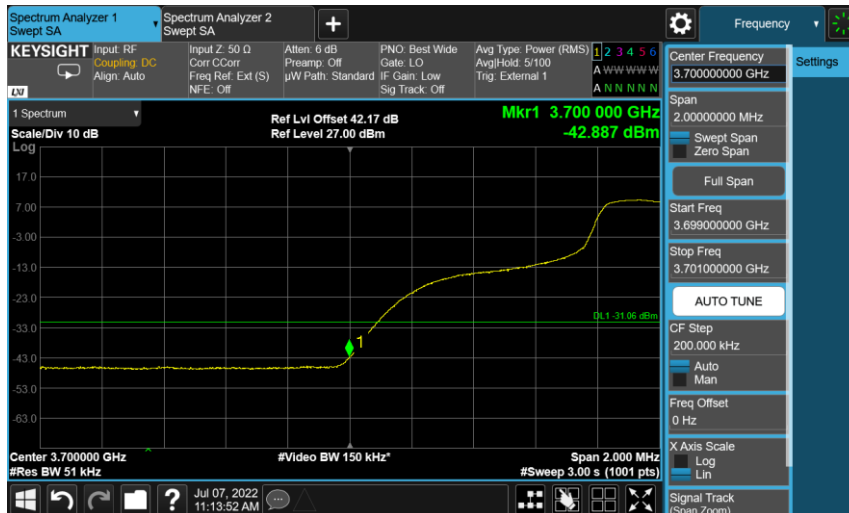 Spectrum Analyzer 1
Swept SA
Spectrum Analyzer 2
Swept SA
Frequency
KEYSIGHT
Input: RF
Coupling: DC
Align: Auto
Input Z: 50 Ω
Corr CCorr
Freq Ref: Ext (S)
NFE: Off
Atten: 6 dB
Preamp: Off
µW Path: Standard
PNO: Best Wide
Gate: LO
IF Gain: Low
Sig Track: Off
Avg Type: Power (RMS)
Avg|Hold: 5/100
Trig: External 1
1 2 3 4 5 6
A W W W W W
A N N N N N
LXI
1 Spectrum
Scale/Div 10 dB
Log
Ref Lvl Offset 42.17 dB
Ref Level 27.00 dBm
Mkr1 3.700 000 GHz
-42.887 dBm
17.0
7.00
-3.00
-13.0
-23.0
-33.0
-43.0
-53.0
-63.0
DL1 -31.06 dBm
1
Center 3.700000 GHz
#Res BW 51 kHz
#Video BW 150 kHz*
Span 2.000 MHz
#Sweep 3.00 s (1001 pts)
Jul 07, 2022
11:13:52 AM
Center Frequency
3.700000000 GHz
Settings
Span
2.00000000 MHz
Swept Span
Zero Span
Full Span
Start Freq
3.699000000 GHz
Stop Freq
3.701000000 GHz
AUTO TUNE
CF Step
200.000 kHz
Auto
Man
Freq Offset
0 Hz
X Axis Scale
Log
Lin
Signal Track
(Span Zoom)